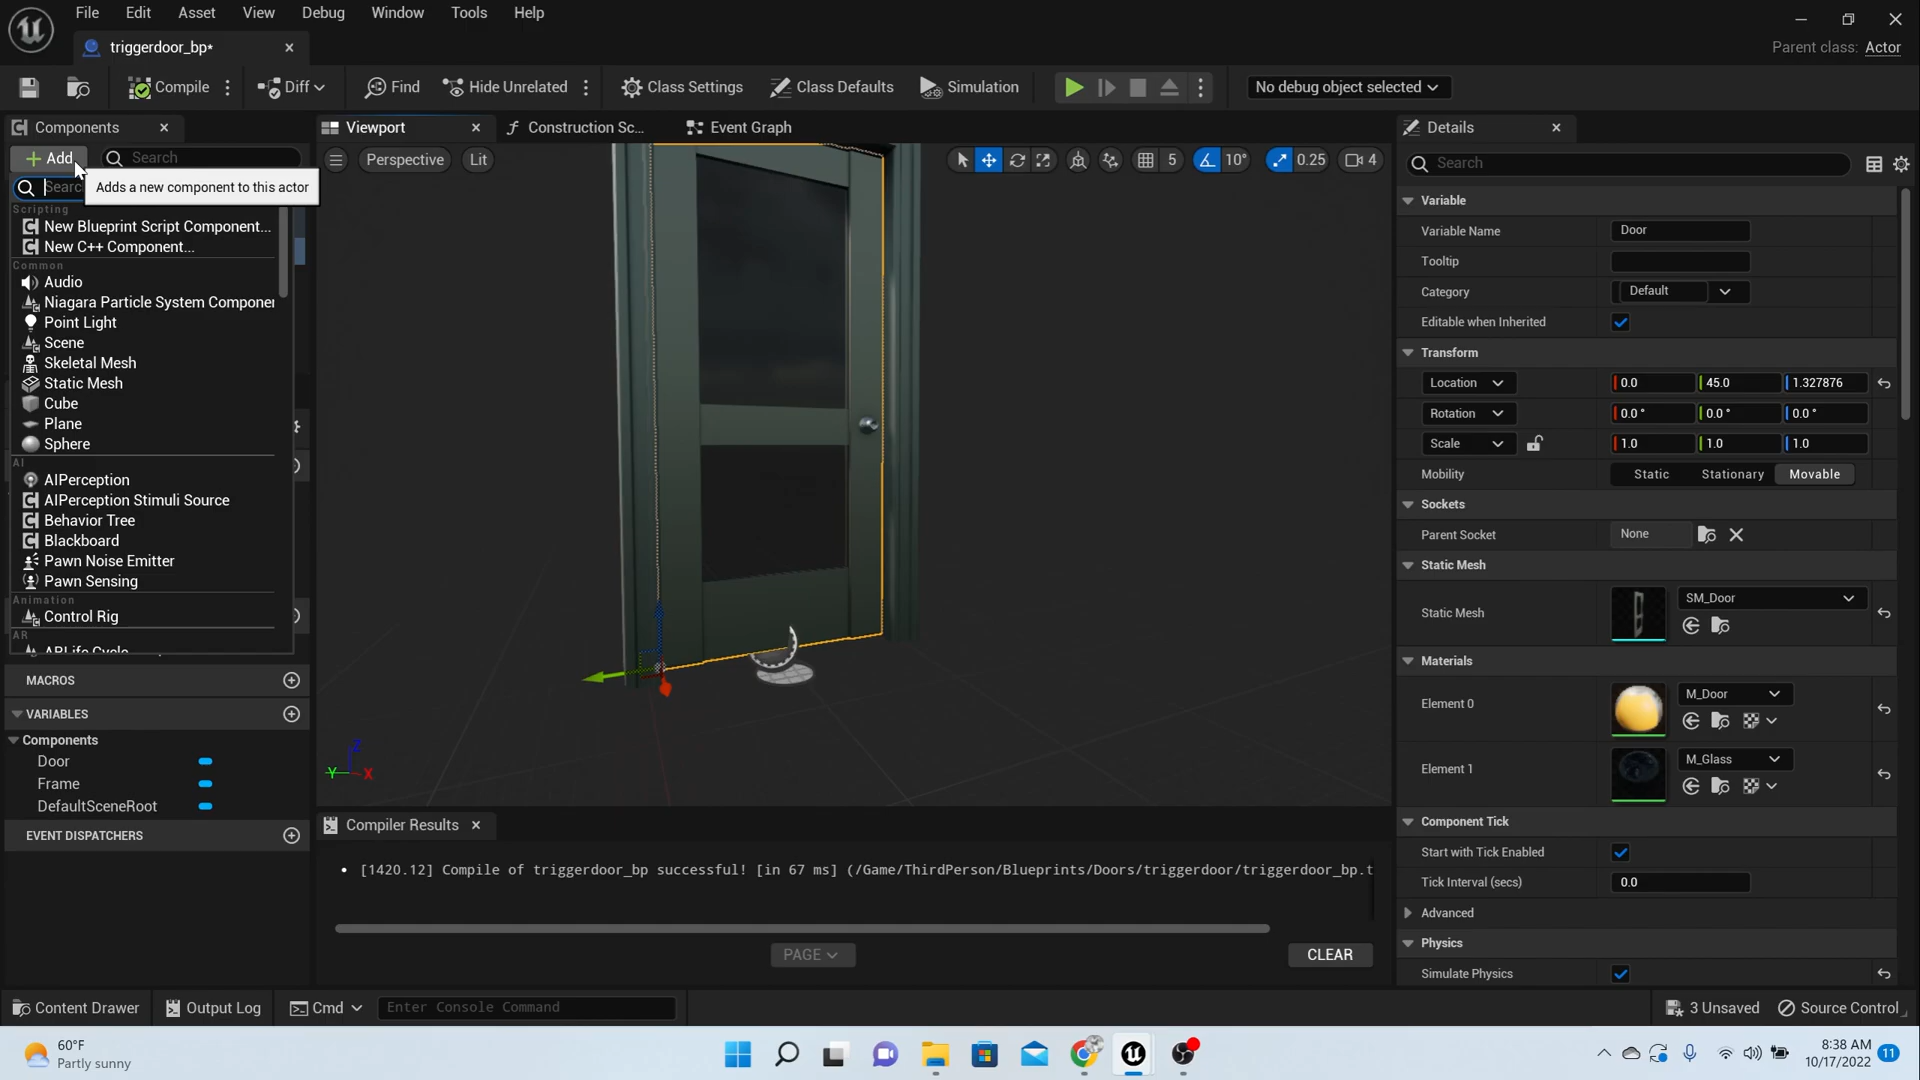 File Edit Asset View Debug Window Tools Help
triggerdoor_bp*
Parent class: Actor
Compile Diff Find Hide Unrelated Class Settings Class Defaults Simulation No debug object selected
Components Viewport Construction Sc... Event Graph Details
Add Search
Perspective Lit 5 10° 0.25 4
Search
Searc
Adds a new component to this actor
Scripting
New Blueprint Script Component...
New C++ Component...
Common
Audio
Niagara Particle System Componer
Point Light
Scene
Skeletal Mesh
Static Mesh
Cube
Plane
Sphere
AI
AIPerception
AIPerception Stimuli Source
Behavior Tree
Blackboard
Pawn Noise Emitter
Pawn Sensing
Animation
Control Rig
AR
MACROS
VARIABLES
Components
Door
Frame
DefaultSceneRoot
EVENT DISPATCHERS
Z
Y X
Compiler Results
• [1420.12] Compile of triggerdoor_bp successful! [in 67 ms] (/Game/ThirdPerson/Blueprints/Doors/triggerdoor/triggerdoor_bp.t
PAGE CLEAR
Variable
Variable Name Door
Tooltip
Category Default
Editable when Inherited
Transform
Location 0.0 45.0 1.327876
Rotation 0.0 ° 0.0 ° 0.0 °
Scale 1.0 1.0 1.0
Mobility Static Stationary Movable
Sockets
Parent Socket None
Static Mesh
Static Mesh SM_Door
Materials
Element 0 M_Door
Element 1 M_Glass
Component Tick
Start with Tick Enabled
Tick Interval (secs) 0.0
Advanced
Physics
Simulate Physics
Content Drawer Output Log Cmd Enter Console Command 3 Unsaved Source Control
60°F
Partly sunny
8:38 AM
10/17/2022
11